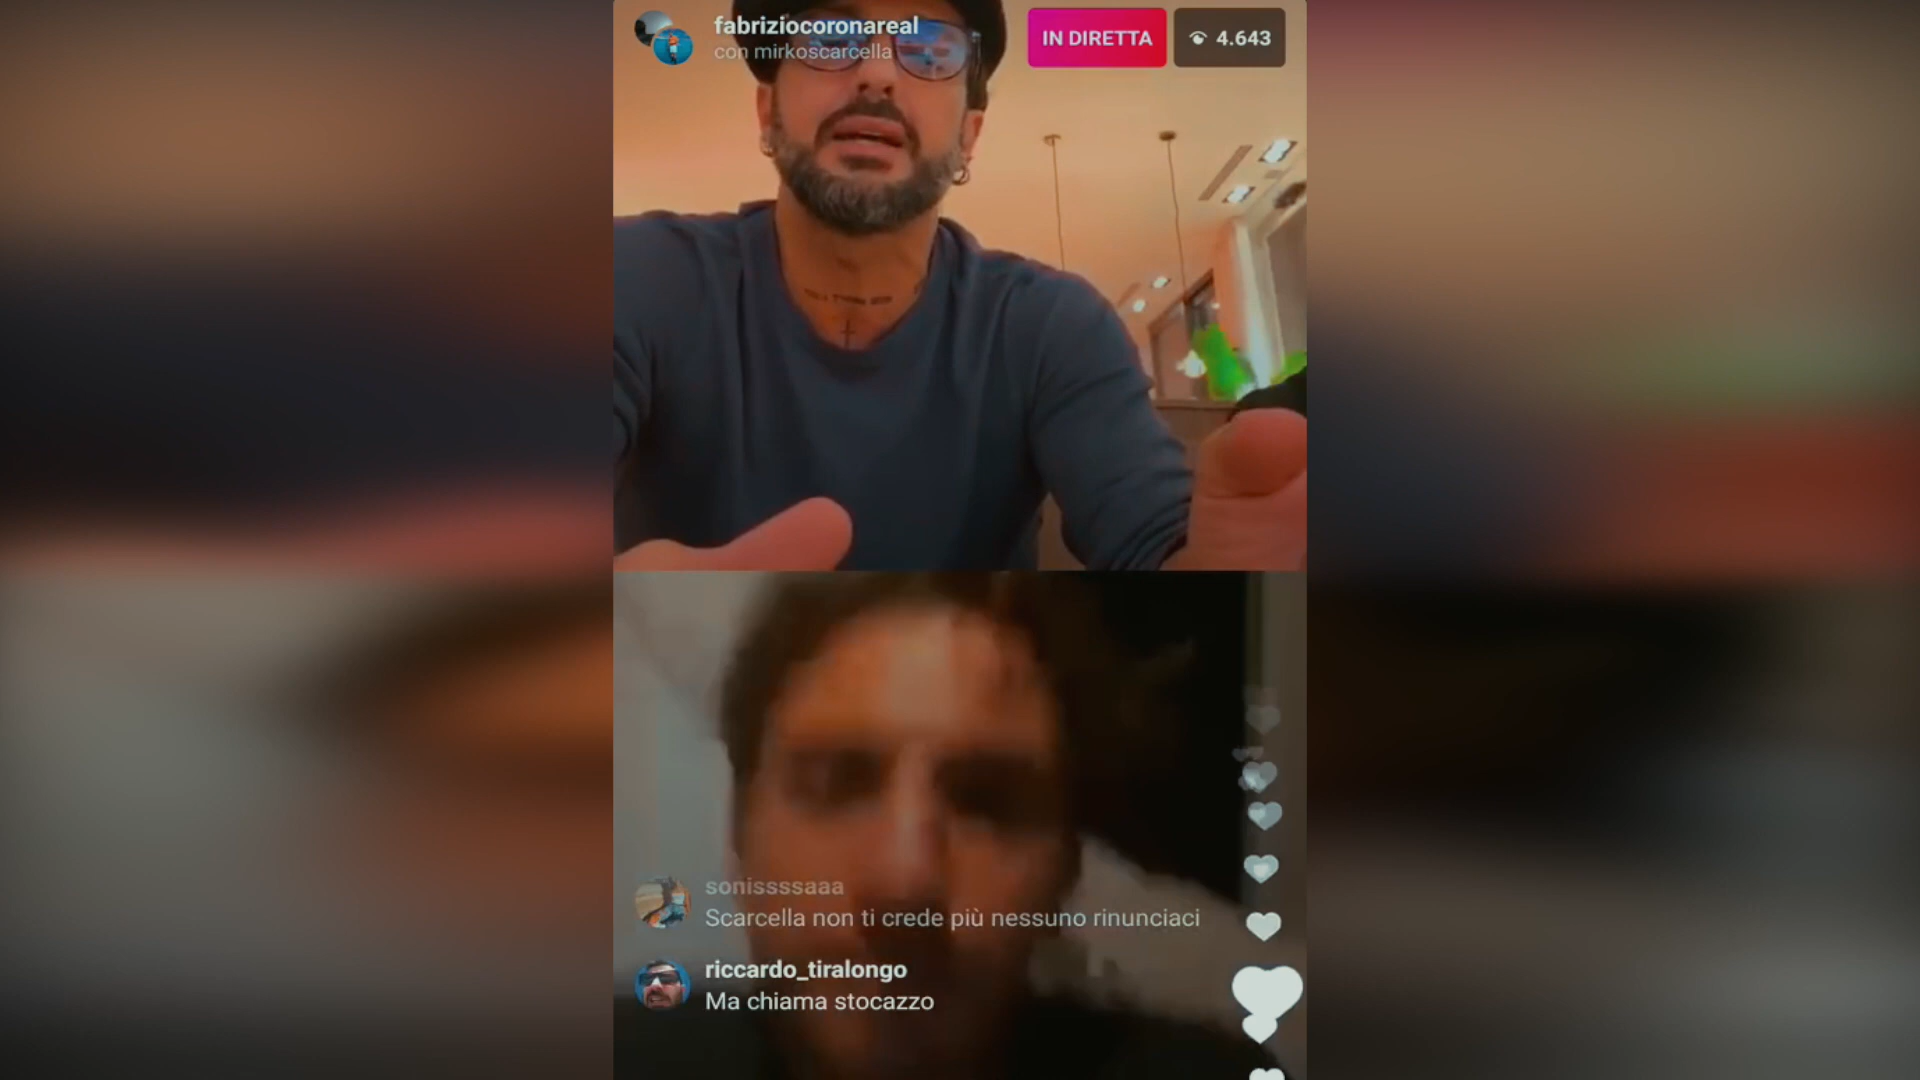 fabriziocoronareal
con mirkoscarcella
IN DIRETTA
4.643
sonissssaaa
Scarcella non ti crede più nessuno rinunciaci
riccardo_tiralongo
Ma chiama stocazzo